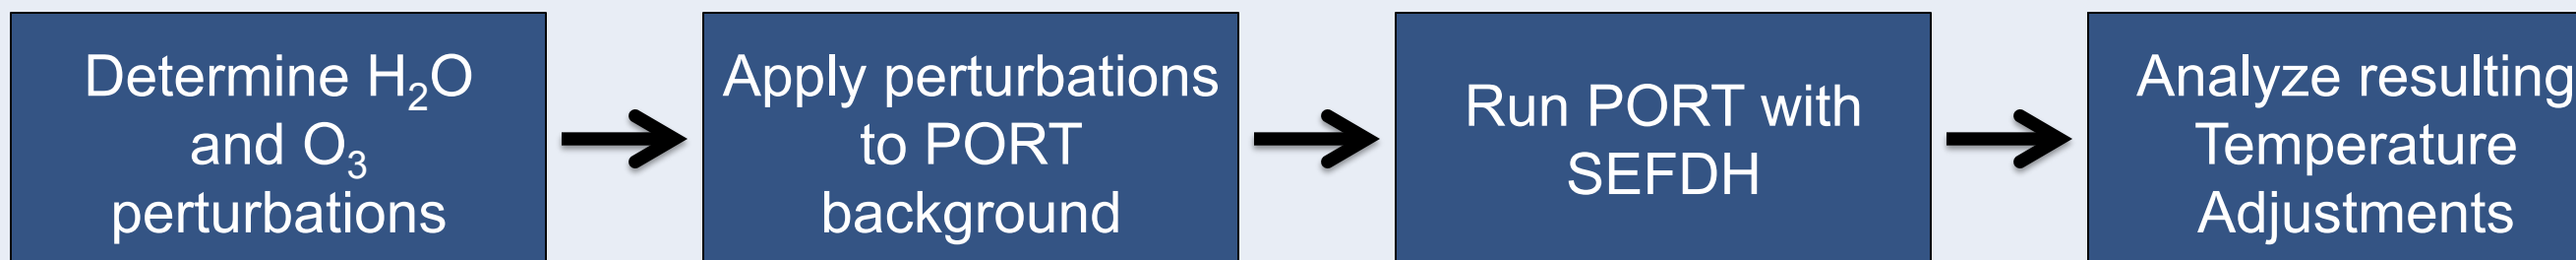 Determine H₂O
and O₃
perturbations
Apply perturbations
to PORT
background
Run PORT with
SEFDH
Analyze resulting
Temperature
Adjustments